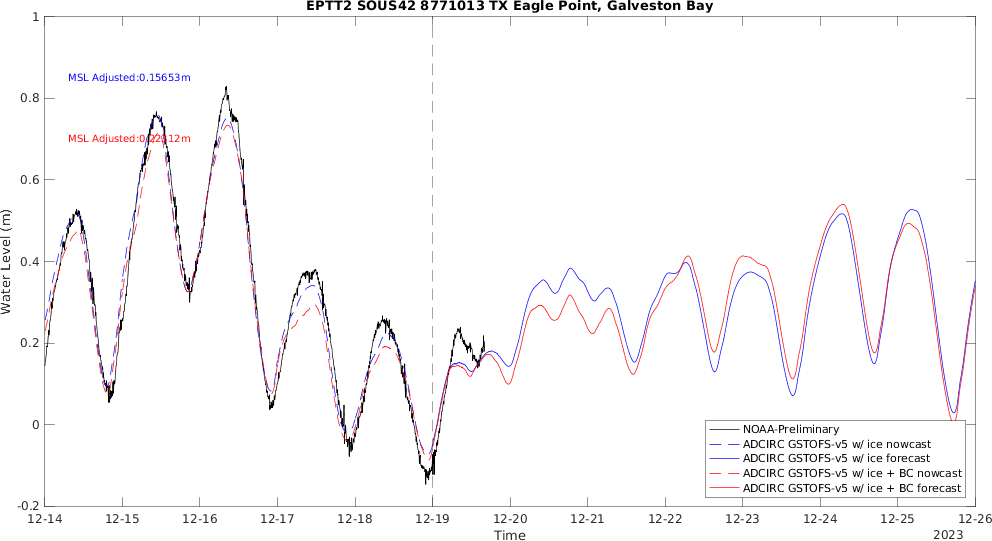 EPTT2 SOUS42 8771013 TX Eagle Point, Galveston Bay
1
MSL Adjusted:0.15653m
0.8
MSL Adjusted:
0.6
0.4
0.2
0
-0.2
Water Level (m)
NOAA-Preliminary
ADCIRC GSTOFS-v5 w/ ice nowcast
ADCIRC GSTOFS-v5 w/ ice forecast
ADCIRC GSTOFS-v5 w/ ice + BC nowcast
ADCIRC GSTOFS-v5 w/ ice + BC forecast
12-14 12-15 12-16 12-17 12-18 12-19 12-20 12-21 12-22 12-23 12-24 12-25 12-26
Time
2023